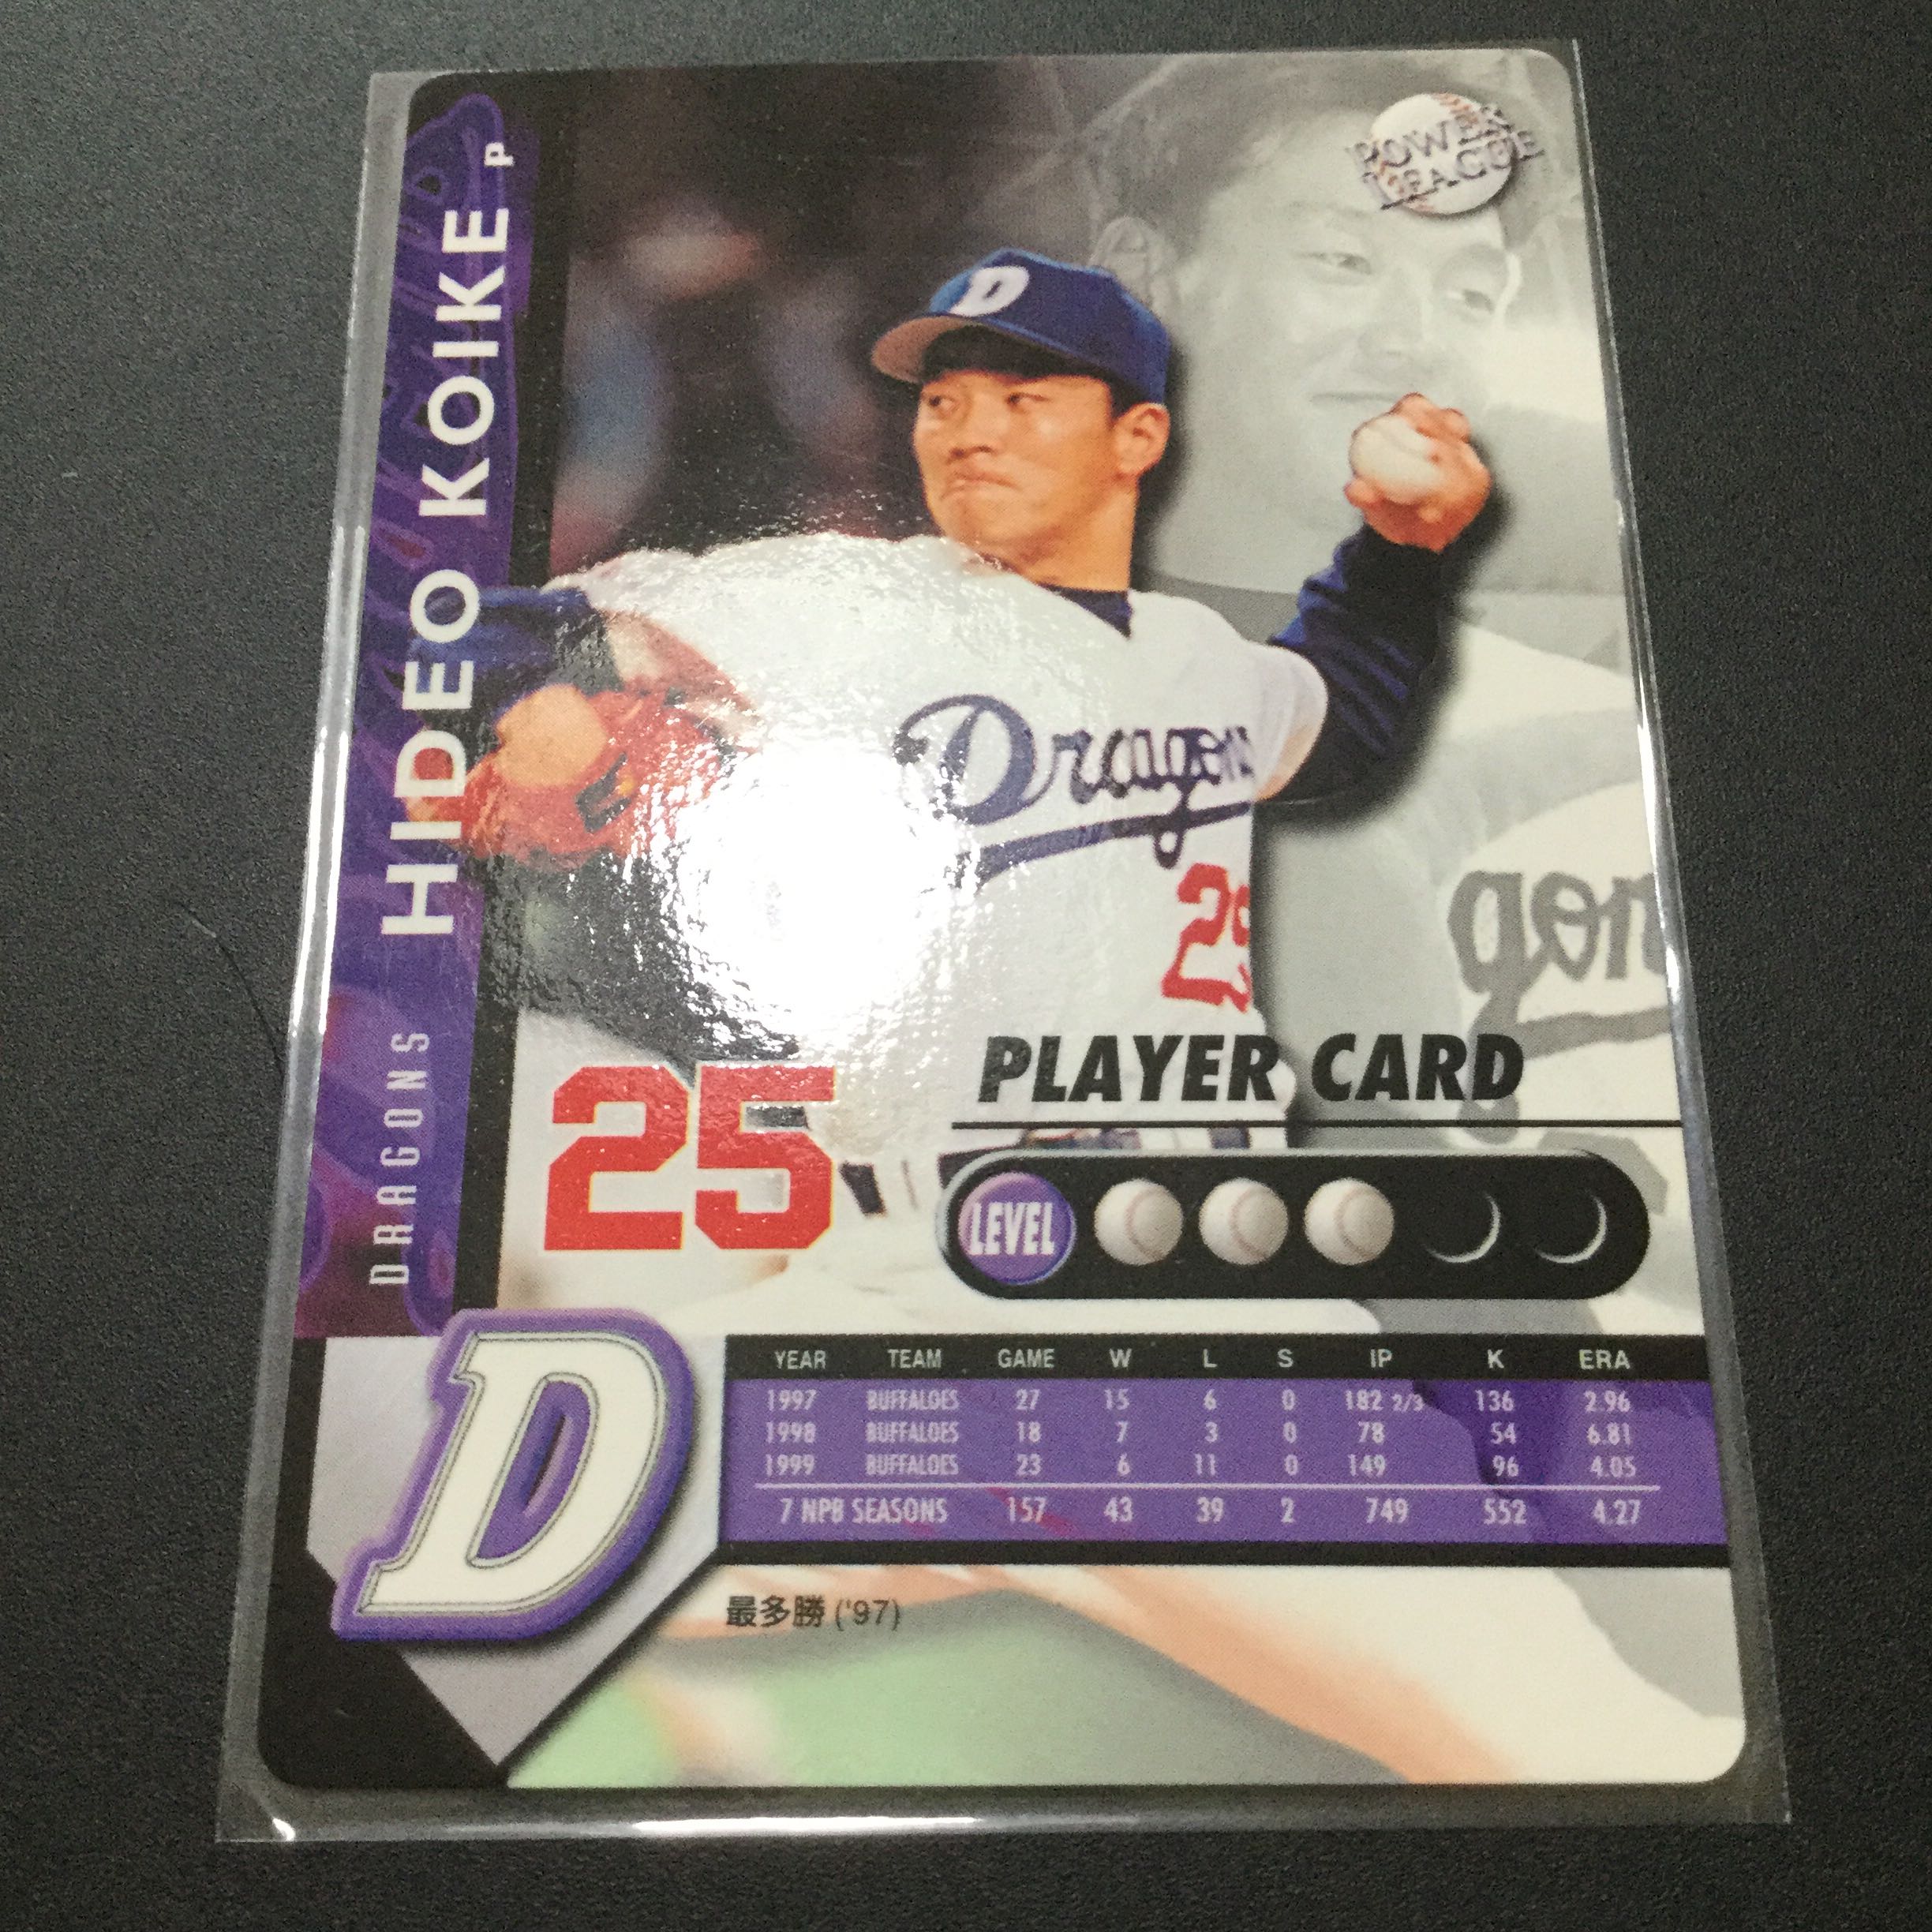 POWER
LEAGUE
HIDEO KOIKE P
DRAGONS
D
Dragons
29
gon
25
PLAYER CARD
LEVEL
D
YEAR TEAM GAME W L S IP K ERA
1997 BUFFALOES 27 15 6 0 182 2/3 136 2.96
1998 BUFFALOES 18 7 3 0 78 54 6.81
1999 BUFFALOES 23 6 11 0 149 96 4.05
7 NPB SEASONS 157 43 39 2 749 552 4.27
最多勝 ('97)